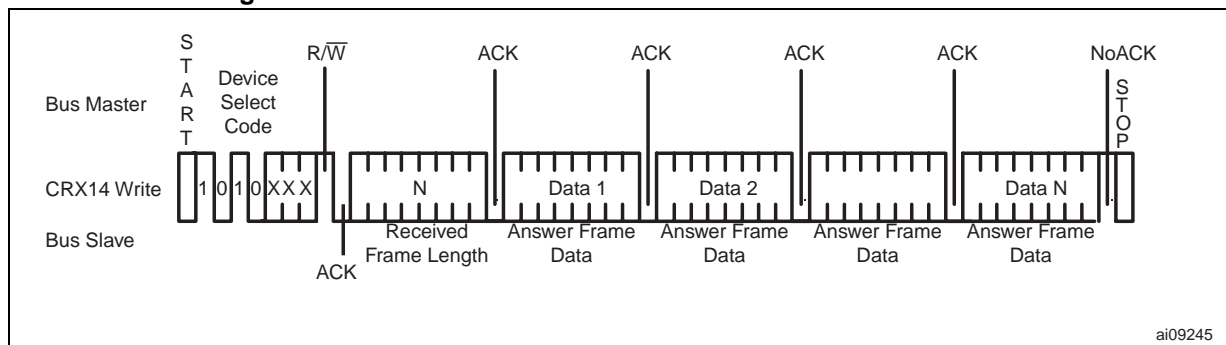 S
T
A
R
T
Device
Select
Code
R/W̅
ACK
ACK
ACK
ACK
NoACK
S
T
O
P
Bus Master
CRX14 Write
1 0 1 0 X X X
N
Data 1
Data 2
Data N
Bus Slave
ACK
Received
Frame Length
Answer Frame
Data
Answer Frame
Data
Answer Frame
Data
Answer Frame
Data
ai09245